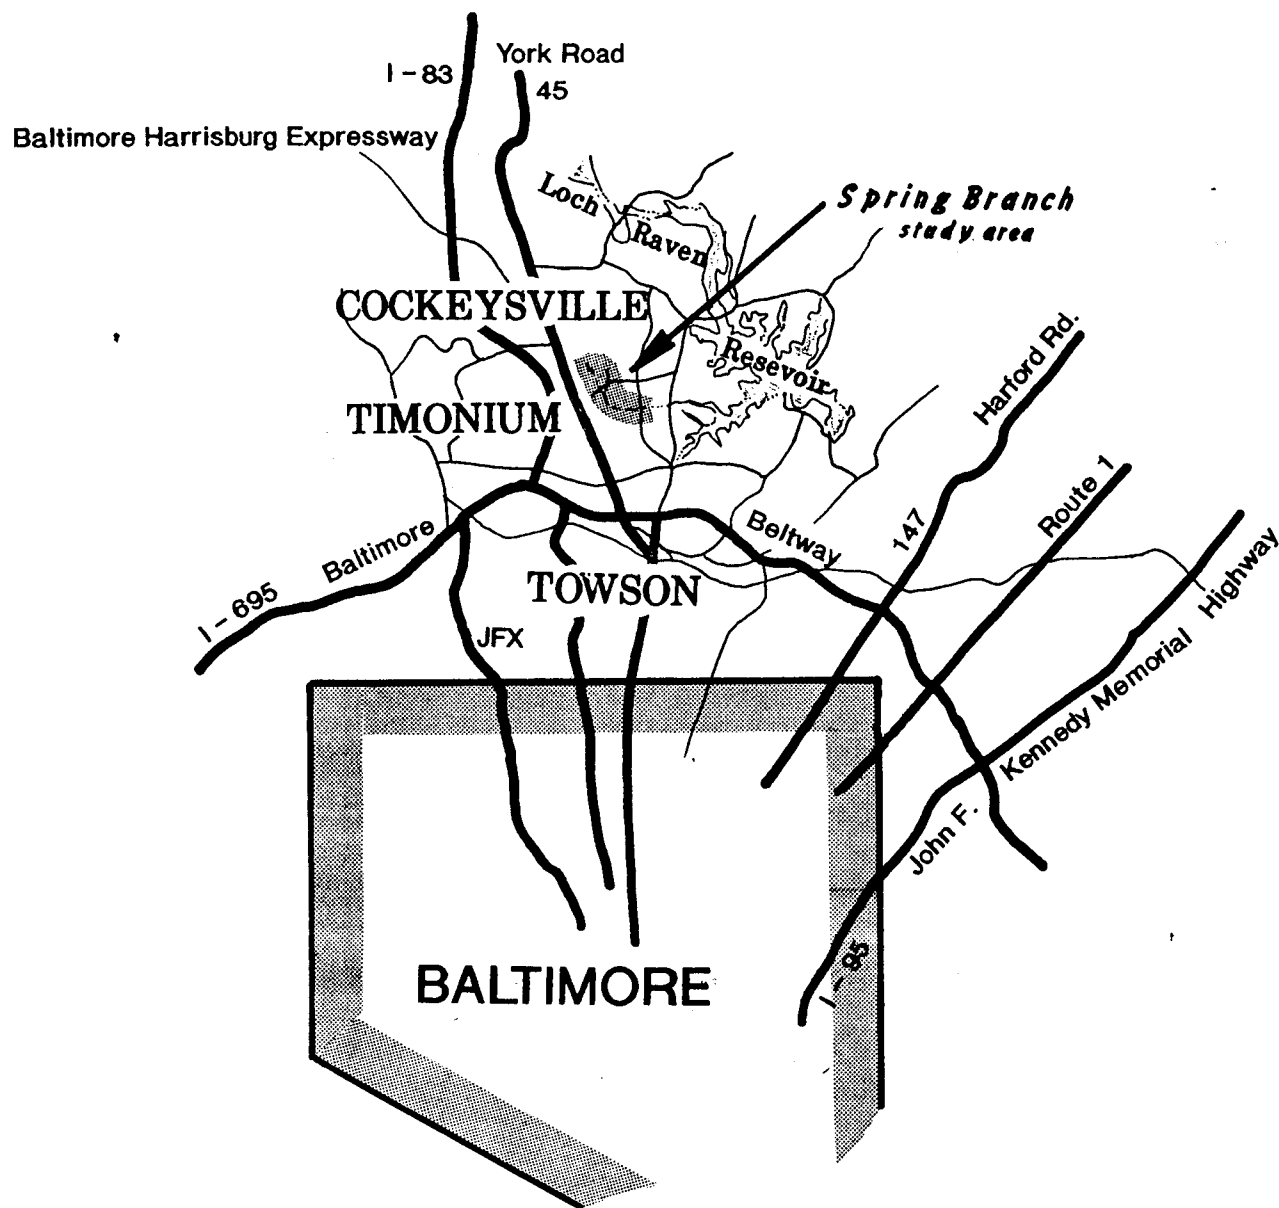 York Road
I-83
45
Baltimore Harrisburg Expressway
Loch
Raven
Resevoir
Spring Branch
study area
COCKEYSVILLE
TIMONIUM
Harford Rd.
147
Route 1
Baltimore
Beltway
I-695
TOWSON
JFX
John F. Kennedy Memorial Highway
I-95
BALTIMORE